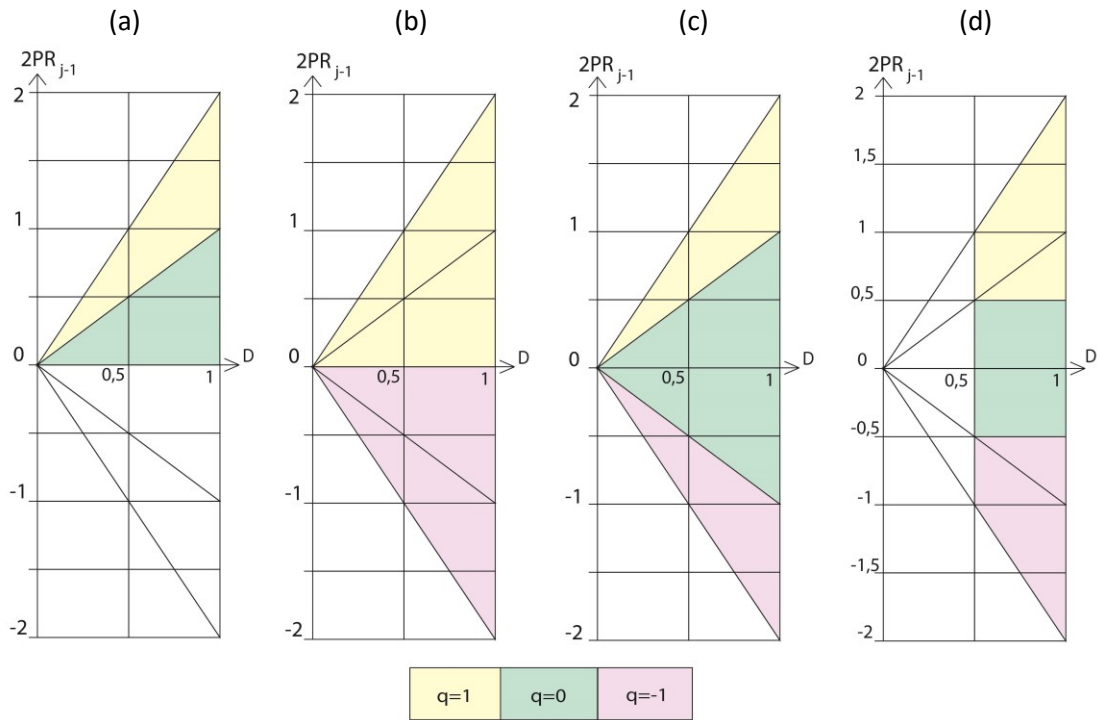 (a) (b) (c) (d)
2PR j-1 2PR j-1 2PR j-1 2PR j-1
2 2 2 2
1,5
1 1 1 1
0,5
0 0,5 1 D 0 0,5 1 D 0 0,5 1 D 0 0,5 1 D
-0,5
-1 -1 -1 -1
-1,5
-2 -2 -2 -2
q=1 q=0 q=-1